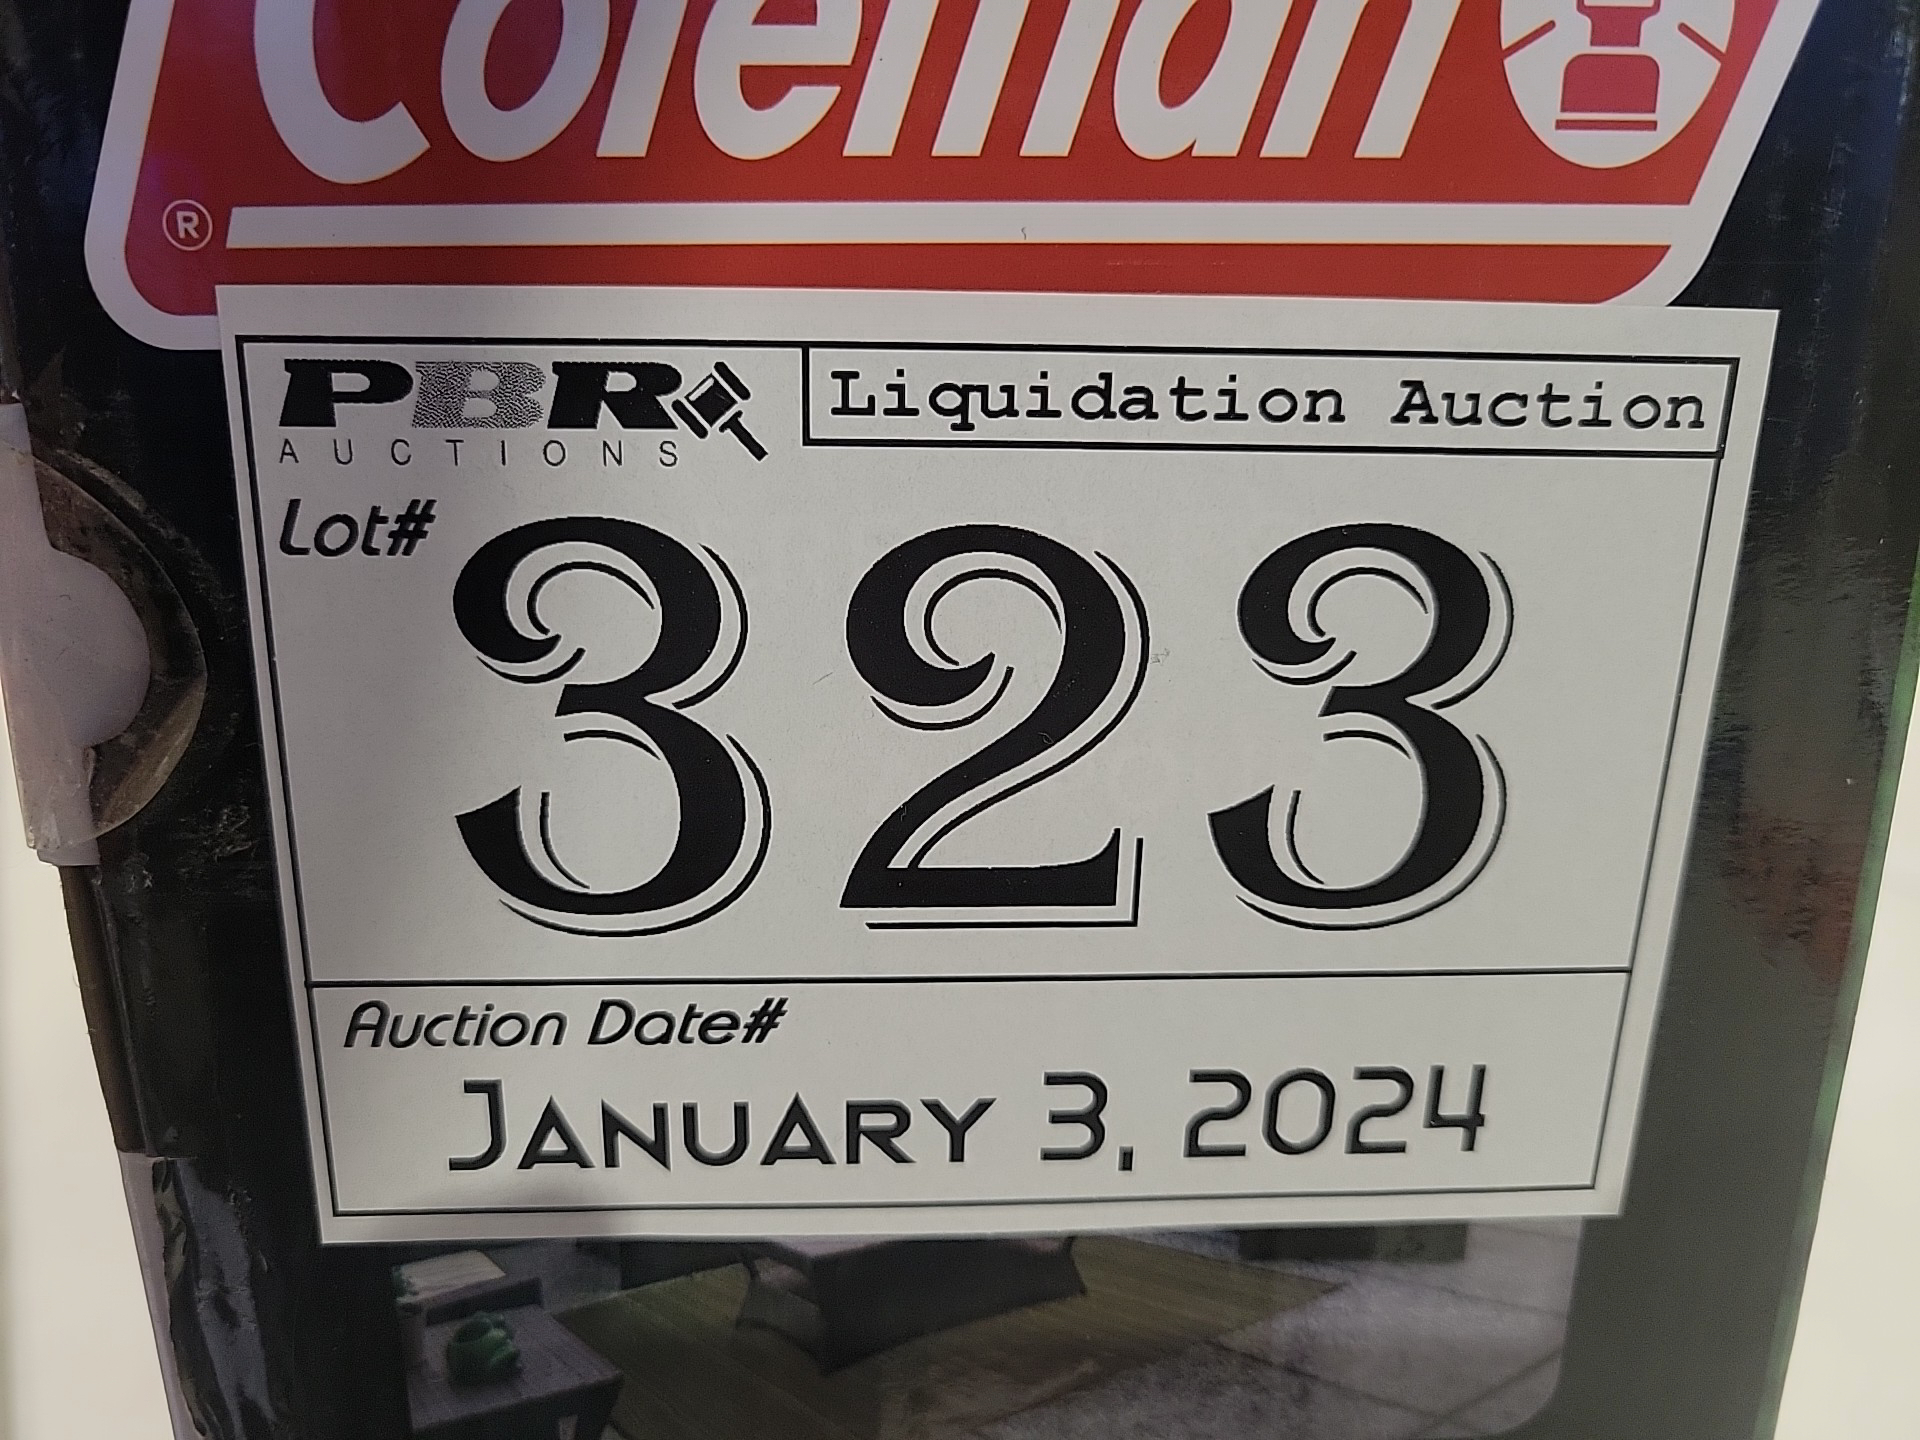 Coleman
®
PBR
AUCTIONS
Liquidation Auction
Lot#
323
Auction Date#
January 3, 2024